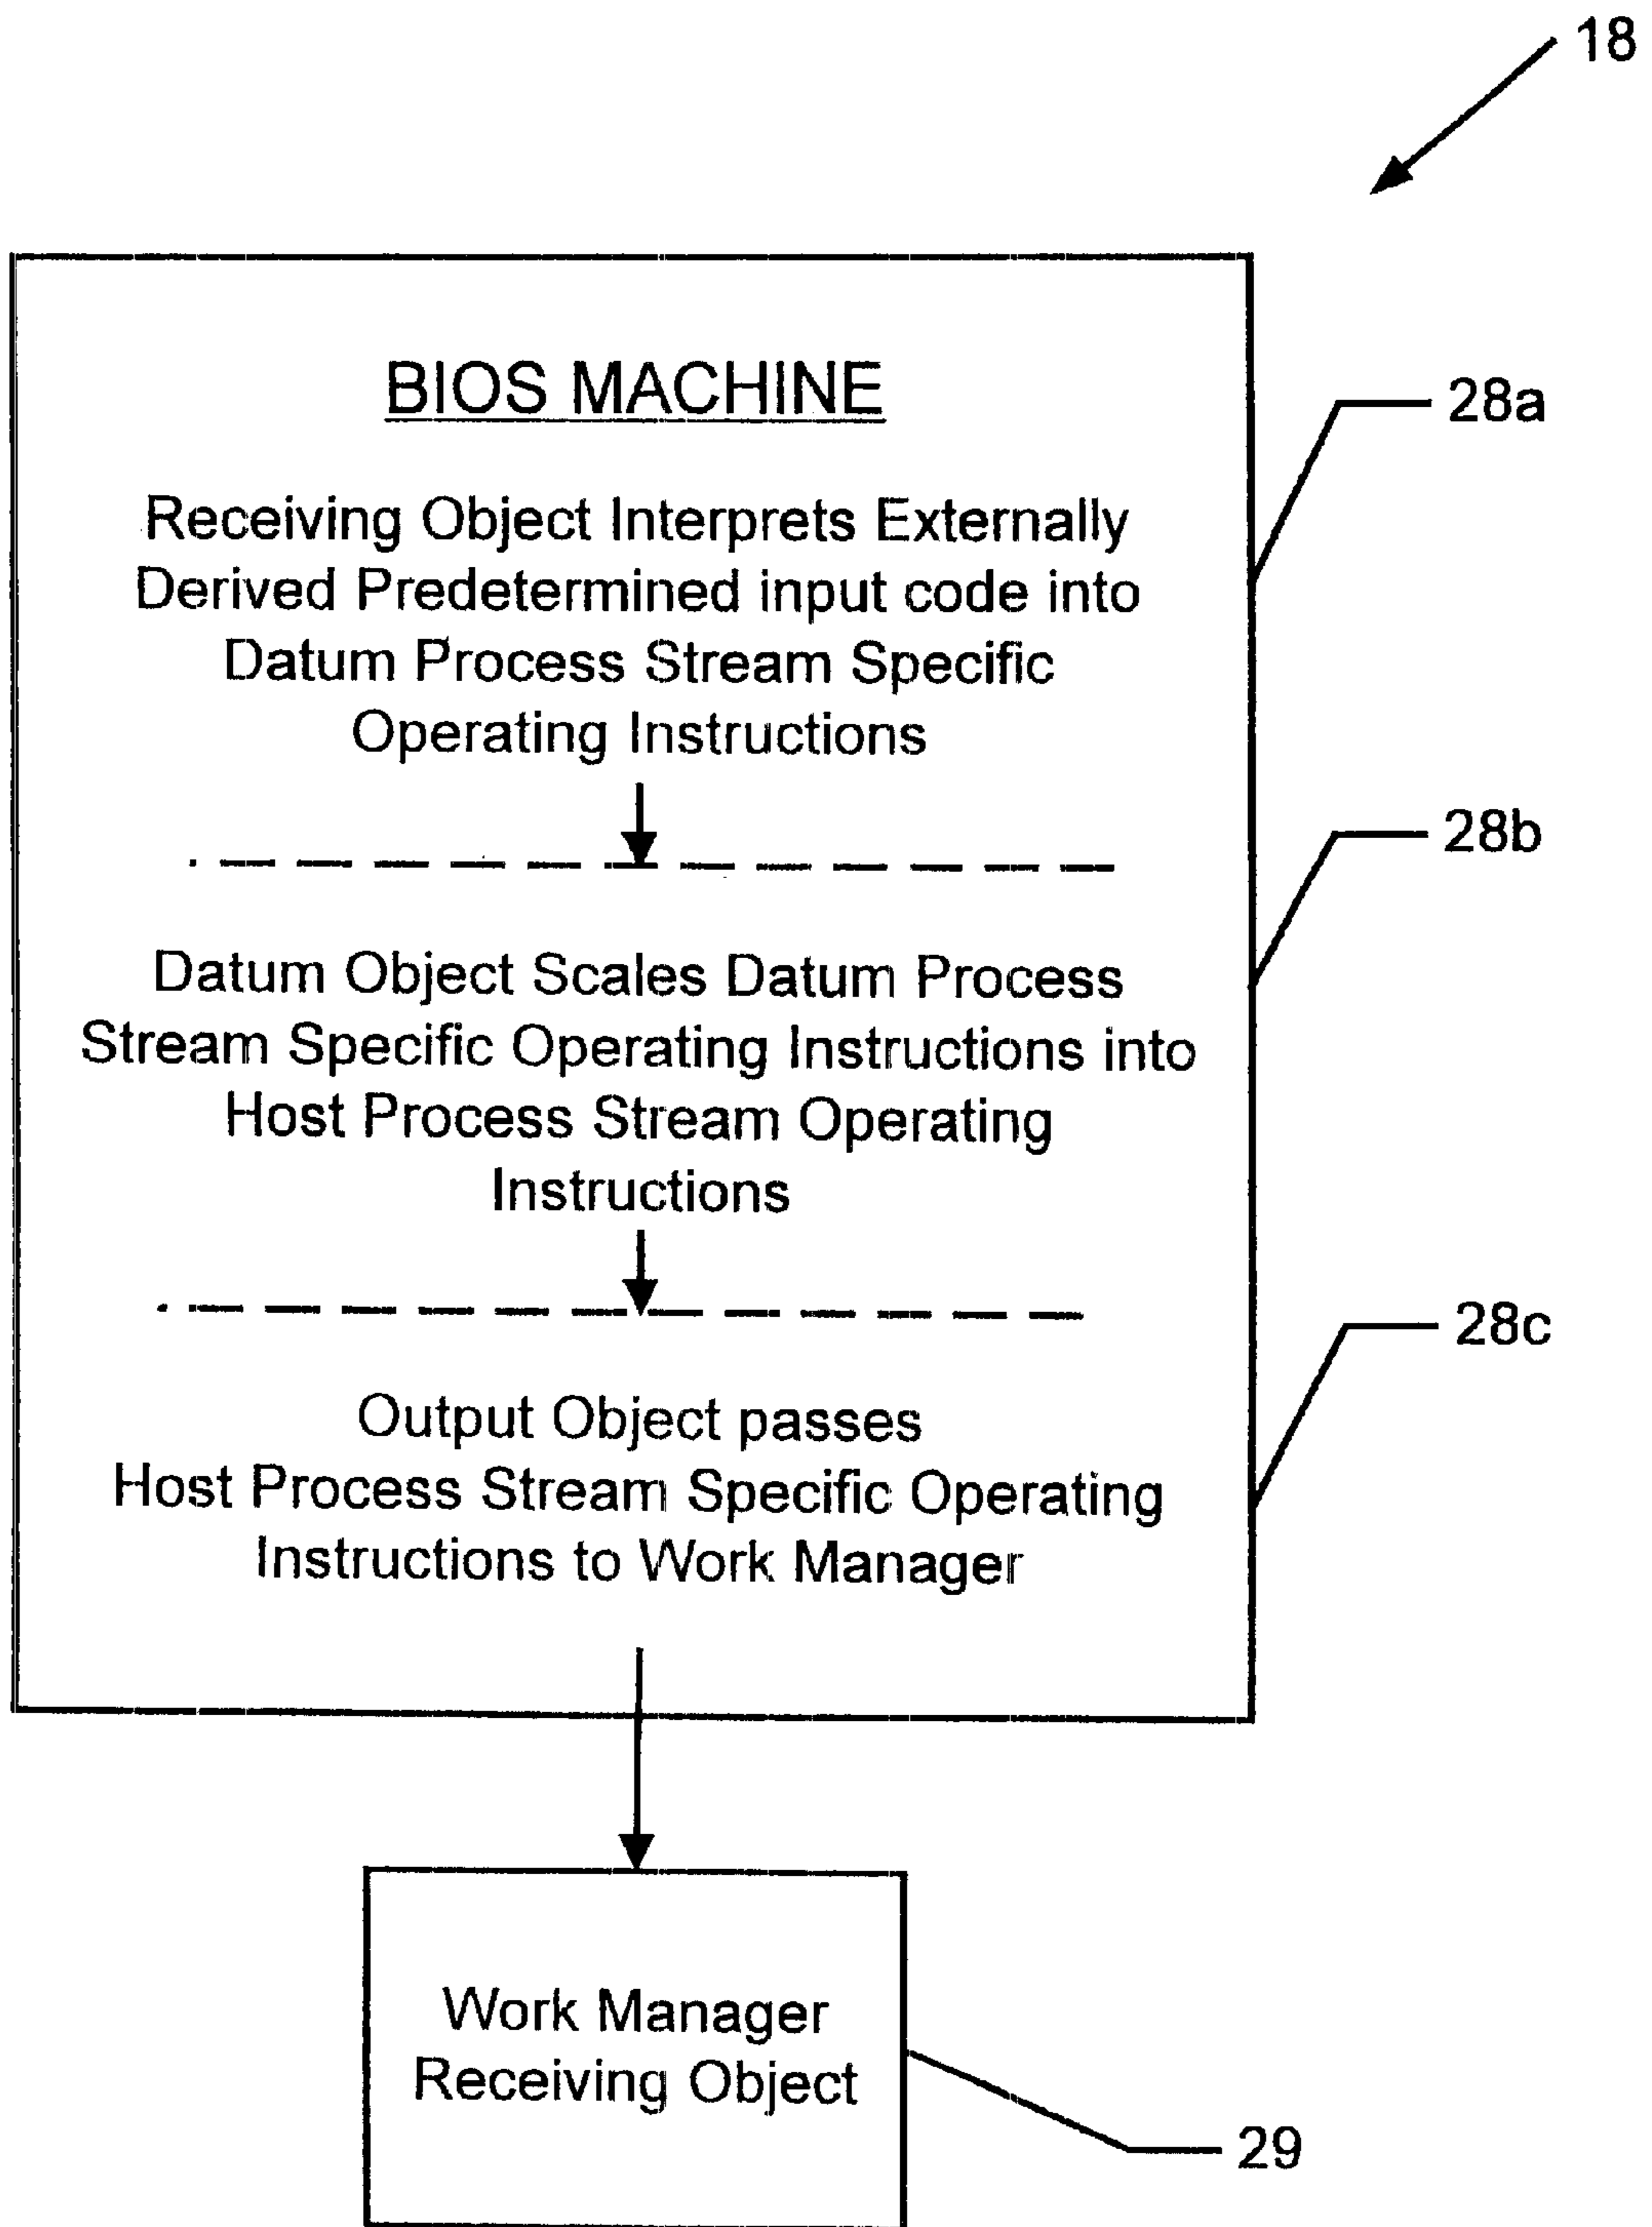 18
BIOS MACHINE
28a
Receiving Object Interprets Externally
Derived Predetermined input code into
Datum Process Stream Specific
Operating Instructions
28b
Datum Object Scales Datum Process
Stream Specific Operating Instructions into
Host Process Stream Operating
Instructions
28c
Output Object passes
Host Process Stream Specific Operating
Instructions to Work Manager
Work Manager
Receiving Object
29